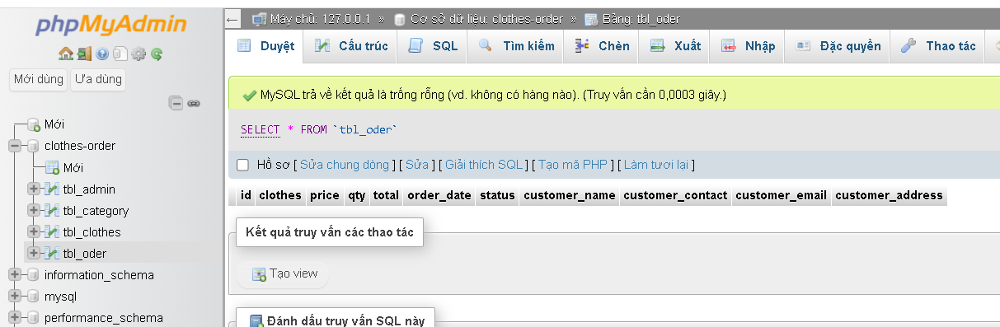 phpMyAdmin
Mới dùng Ưa dùng
Mới
clothes-order
Mới
tbl_admin
tbl_category
tbl_clothes
tbl_oder
information_schema
mysql
performance_schema
← Máy chủ: 127.0.0.1 » Cơ sở dữ liệu: clothes-order » Bảng: tbl_oder
Duyệt Cấu trúc SQL Tìm kiếm Chèn Xuất Nhập Đặc quyền Thao tác
MySQL trả về kết quả là trống rỗng (vd. không có hàng nào). (Truy vấn cần 0,0003 giây.)
SELECT * FROM `tbl_oder`
Hồ sơ [ Sửa chung dòng ] [ Sửa ] [ Giải thích SQL ] [ Tạo mã PHP ] [ Làm tươi lại ]
id clothes price qty total order_date status customer_name customer_contact customer_email customer_address
Kết quả truy vấn các thao tác
Tạo view
Đánh dấu truy vấn SQL này